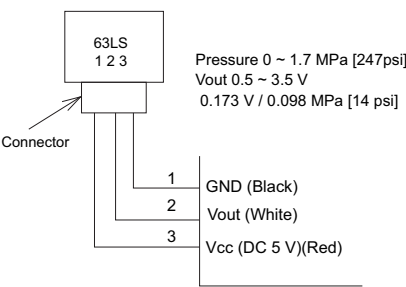 63LS
1 2 3
Pressure 0 ~ 1.7 MPa [247psi]
Vout 0.5 ~ 3.5 V
0.173 V / 0.098 MPa [14 psi]
Connector
1 GND (Black)
2 Vout (White)
3 Vcc (DC 5 V)(Red)